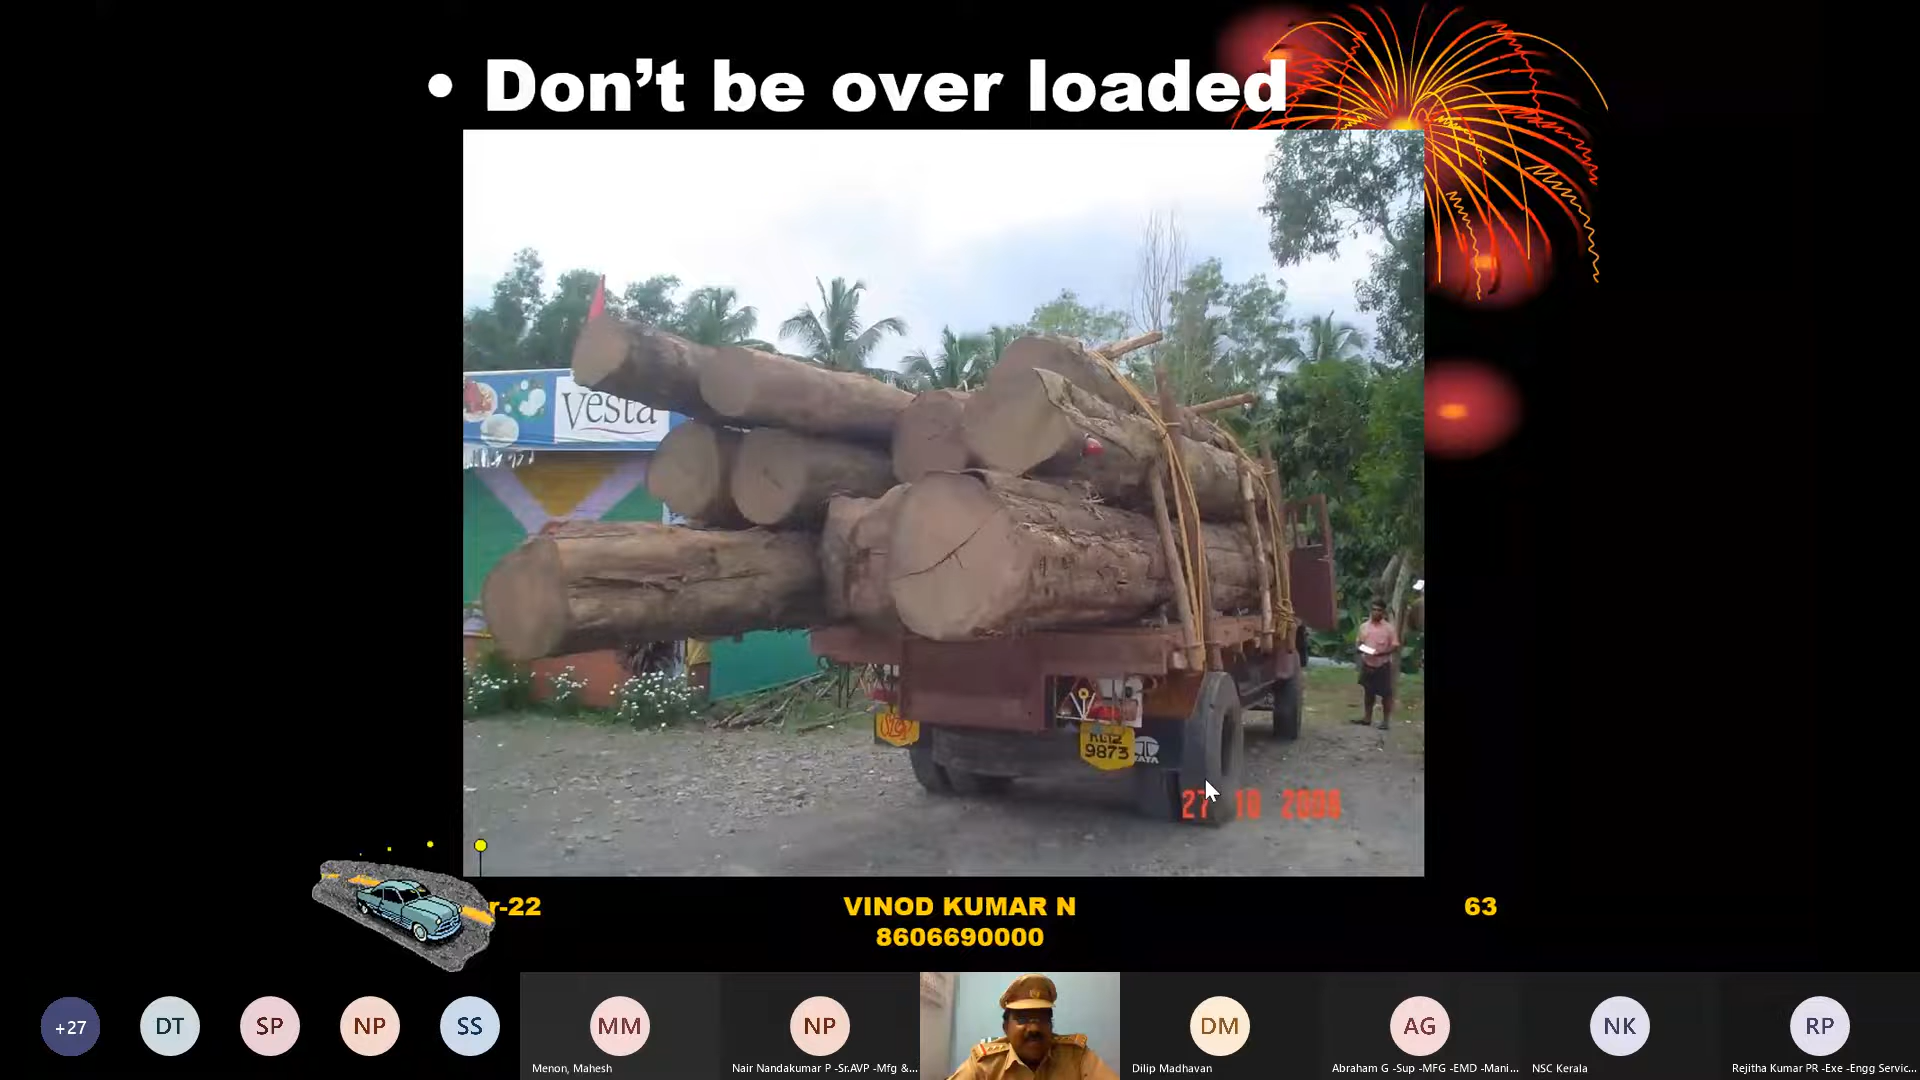 • Don’t be over loaded
Vesta
Stop
KL12
9873
TATA
27 10 2006
r-22
VINOD KUMAR N
8606690000
63
+27
DT
SP
NP
SS
MM
NP
DM
AG
NK
RP
Menon, Mahesh
Nair Nandakumar P -Sr.AVP -Mfg &...
Dilip Madhavan
Abraham G -Sup -MFG -EMD -Mani...
NSC Kerala
Rejitha Kumar PR -Exe -Engg Servic...